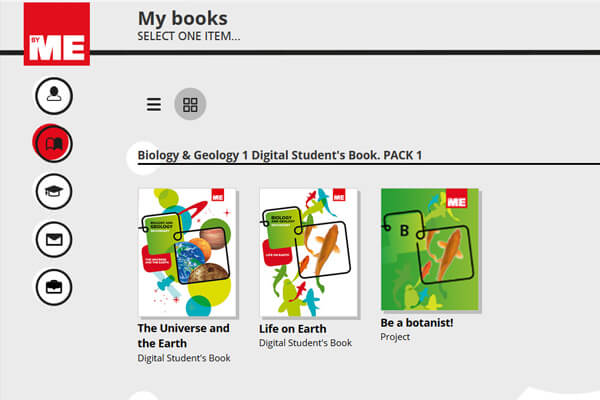 BY ME
My books
SELECT ONE ITEM...
Biology & Geology 1 Digital Student's Book. PACK 1
ME
BIOLOGY AND
GEOLOGY
THE UNIVERSE
AND THE EARTH
ME
BIOLOGY
AND GEOLOGY
LIFE ON EARTH
ME
B
The Universe and
the Earth
Digital Student's Book
Life on Earth
Digital Student's Book
Be a botanist!
Project